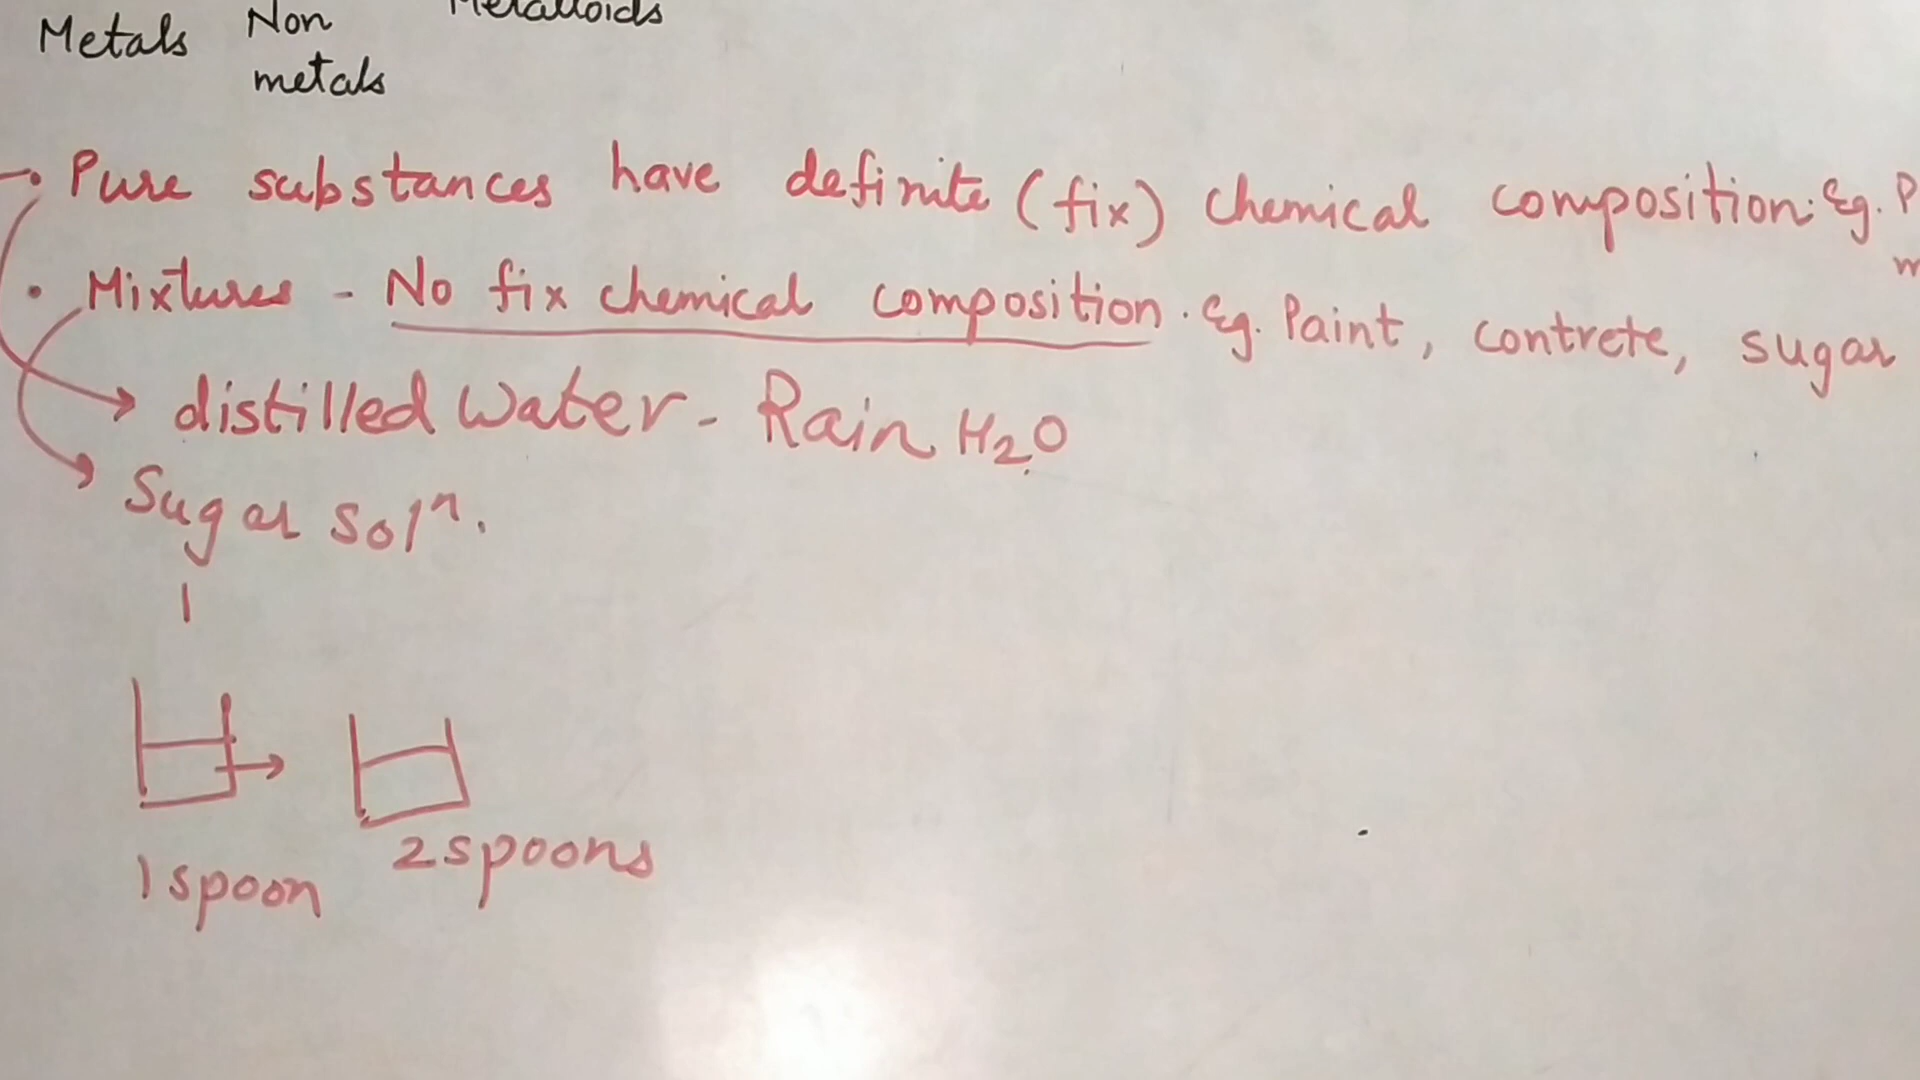 Metals Non metals Metalloids
Pure substances have definite (fix) chemical composition. Eg. P
Mixtures - No fix chemical composition. Eg. Paint, contrete, sugar
distilled water - Rain H₂O
Sugar solⁿ.
1 spoon
2 spoons